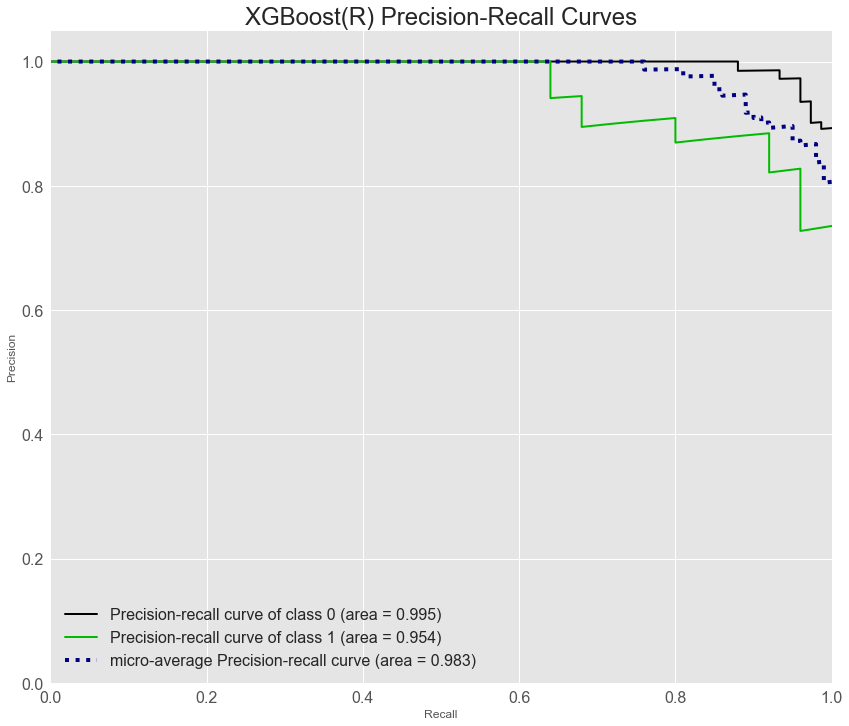 XGBoost(R) Precision-Recall Curves
1.0
0.8
0.6
0.4
0.2
0.0
Precision
Precision-recall curve of class 0 (area = 0.995)
Precision-recall curve of class 1 (area = 0.954)
micro-average Precision-recall curve (area = 0.983)
0.0 0.2 0.4 0.6 0.8 1.0
Recall